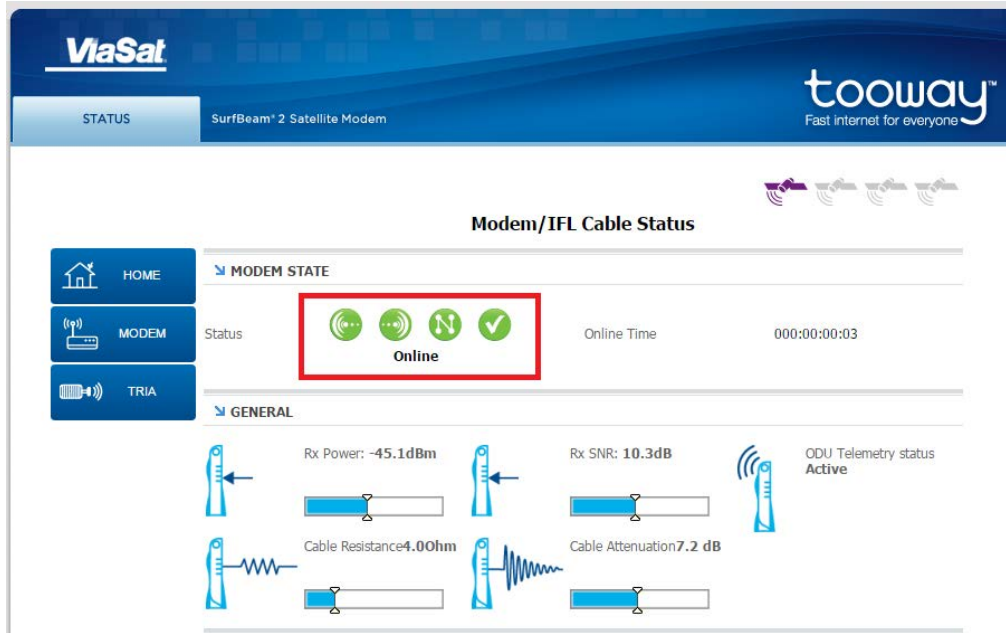 ViaSat
tooway™
Fast internet for everyone
STATUS
SurfBeam® 2 Satellite Modem
Modem/IFL Cable Status
HOME
MODEM
TRIA
MODEM STATE
Status
Online
Online Time
000:00:00:03
GENERAL
Rx Power: -45.1dBm
Rx SNR: 10.3dB
ODU Telemetry status
Active
Cable Resistance4.0Ohm
Cable Attenuation7.2 dB